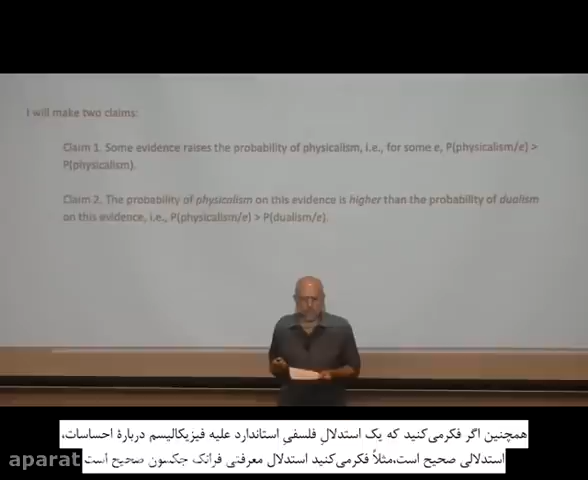 I will make two claims:
Claim 1. Some evidence raises the probability of physicalism, i.e., for some e, P(physicalism/e) >
P(physicalism).
Claim 2. The probability of physicalism on this evidence is higher than the probability of dualism
on this evidence, i.e., P(physicalism/e) > P(dualism/e).
همچنین اگر فکر می‌کنید که یک استدلالِ فلسفیِ استاندارد علیه فیزیکالیسم دربارهٔ احساسات،
استدلالی صحیح است، مثلاً فکر می‌کنید استدلال معرفتی فرانک جکسون صحیح است
aparat